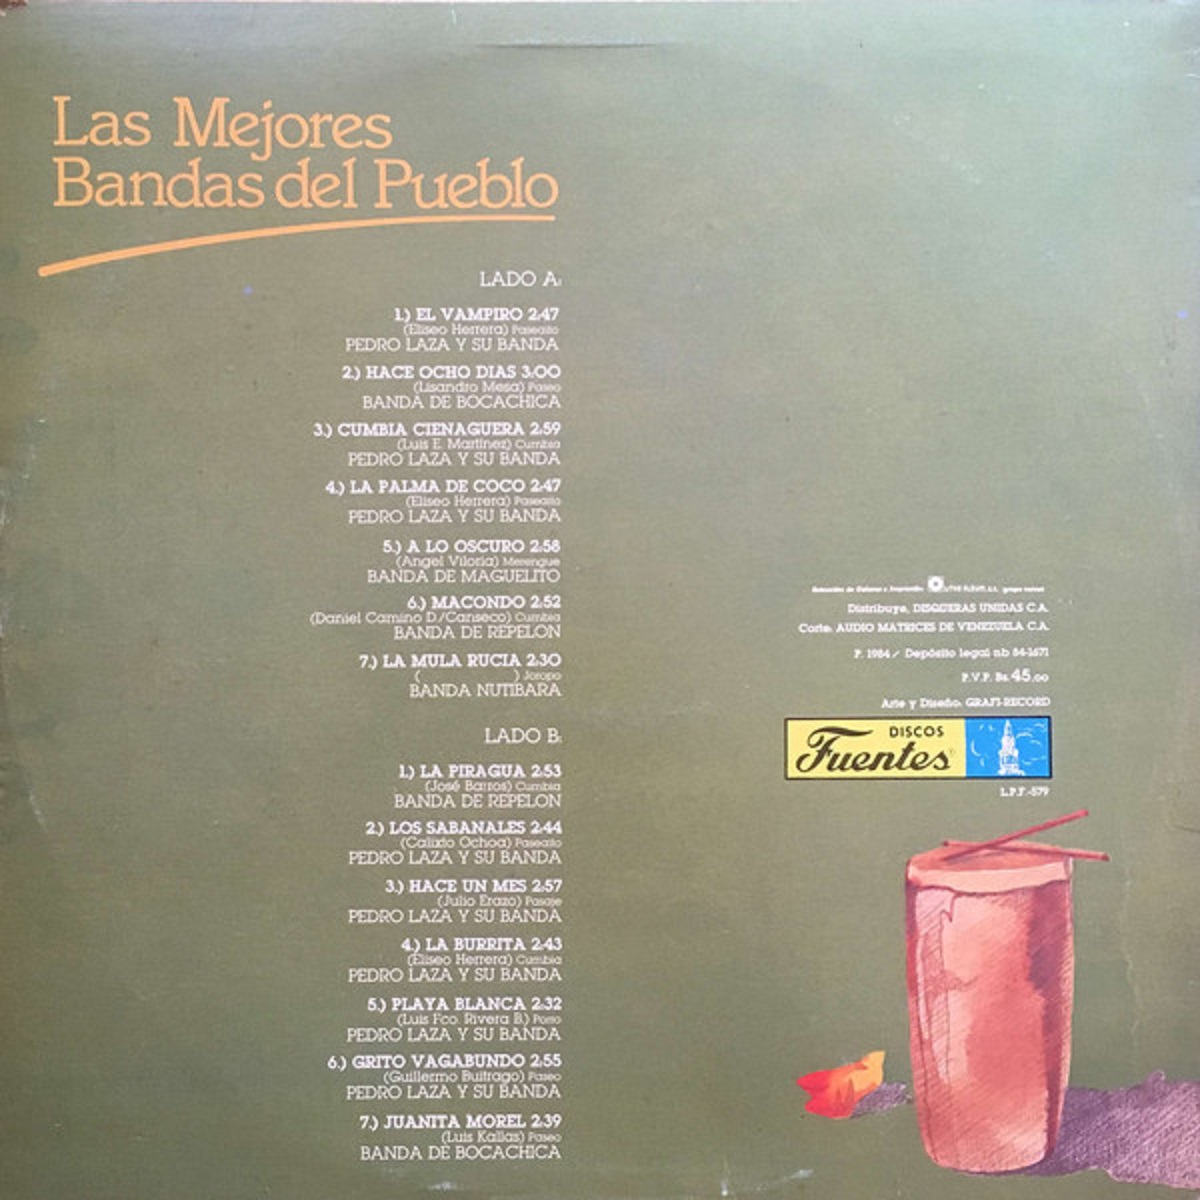 Las Mejores
Bandas del Pueblo
LADO A:
1.) EL VAMPIRO 2:47
(Eliseo Herrera) Paseaito
PEDRO LAZA Y SU BANDA
2.) HACE OCHO DIAS 3:00
(Lisandro Mesa) Paseo
BANDA DE BOCACHICA
3.) CUMBIA CIENAGUERA 2:59
(Luis E. Martínez) Cumbia
PEDRO LAZA Y SU BANDA
4.) LA PALMA DE COCO 2:47
(Eliseo Herrera) Paseaito
PEDRO LAZA Y SU BANDA
5.) A LO OSCURO 2:58
(Angel Viloria) Merengue
BANDA DE MAGUELITO
6.) MACONDO 2:52
(Daniel Camino D./Canseco) Cumbia
BANDA DE REPELON
7.) LA MULA RUCIA 2:30
( ) Joropo
BANDA NUTIBARA
LADO B:
1.) LA PIRAGUA 2:53
(José Barros) Cumbia
BANDA DE REPELON
2.) LOS SABANALES 2:44
(Calixto Ochoa) Paseaito
PEDRO LAZA Y SU BANDA
3.) HACE UN MES 2:57
(Julio Erazo) Pasaje
PEDRO LAZA Y SU BANDA
4.) LA BURRITA 2:43
(Eliseo Herrera) Cumbia
PEDRO LAZA Y SU BANDA
5.) PLAYA BLANCA 2:32
(Luis Fco. Rivera B.) Porro
PEDRO LAZA Y SU BANDA
6.) GRITO VAGABUNDO 2:55
(Guillermo Buitrago) Paseo
PEDRO LAZA Y SU BANDA
7.) JUANITA MOREL 2:39
(Luis Kallas) Paseo
BANDA DE BOCACHICA
Distribuye, DISQUERAS UNIDAS C.A.
Corte: AUDIO MATRICES DE VENEZUELA C.A.
P. 1984 / Depósito legal nb 84-1671
P.V.P. Bs. 45.00
Arte y Diseño: GRAFI-RECORD
DISCOS
Fuentes
L.P.F.-579